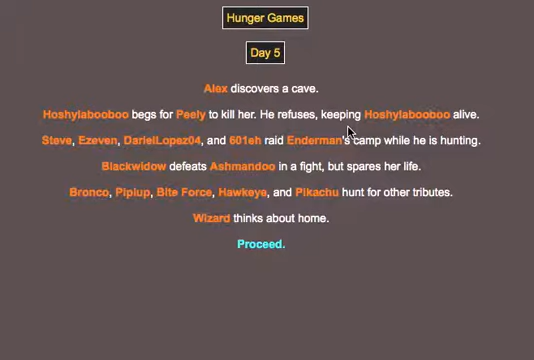 Hunger Games
Day 5
Alex discovers a cave.
Hoshylabooboo begs for Peely to kill her. He refuses, keeping Hoshylabooboo alive.
Steve, Ezeven, DarielLopez04, and 601eh raid Enderman's camp while he is hunting.
Blackwidow defeats Ashmandoo in a fight, but spares her life.
Bronco, Piplup, Bite Force, Hawkeye, and Pikachu hunt for other tributes.
Wizard thinks about home.
Proceed.